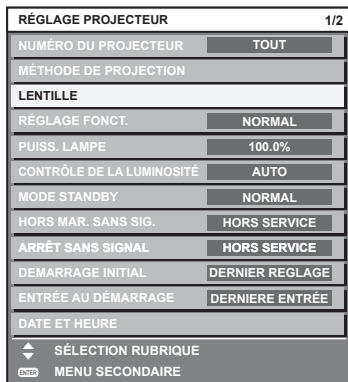 RÉGLAGE PROJECTEUR 1/2
NUMÉRO DU PROJECTEUR TOUT
MÉTHODE DE PROJECTION
LENTILLE
RÉGLAGE FONCT. NORMAL
PUISS. LAMPE 100.0%
CONTRÔLE DE LA LUMINOSITÉ AUTO
MODE STANDBY NORMAL
HORS MAR. SANS SIG. HORS SERVICE
ARRÊT SANS SIGNAL HORS SERVICE
DEMARRAGE INITIAL DERNIER REGLAGE
ENTRÉE AU DÉMARRAGE DERNIERE ENTRÉE
DATE ET HEURE
SÉLECTION RUBRIQUE
ENTER MENU SECONDAIRE